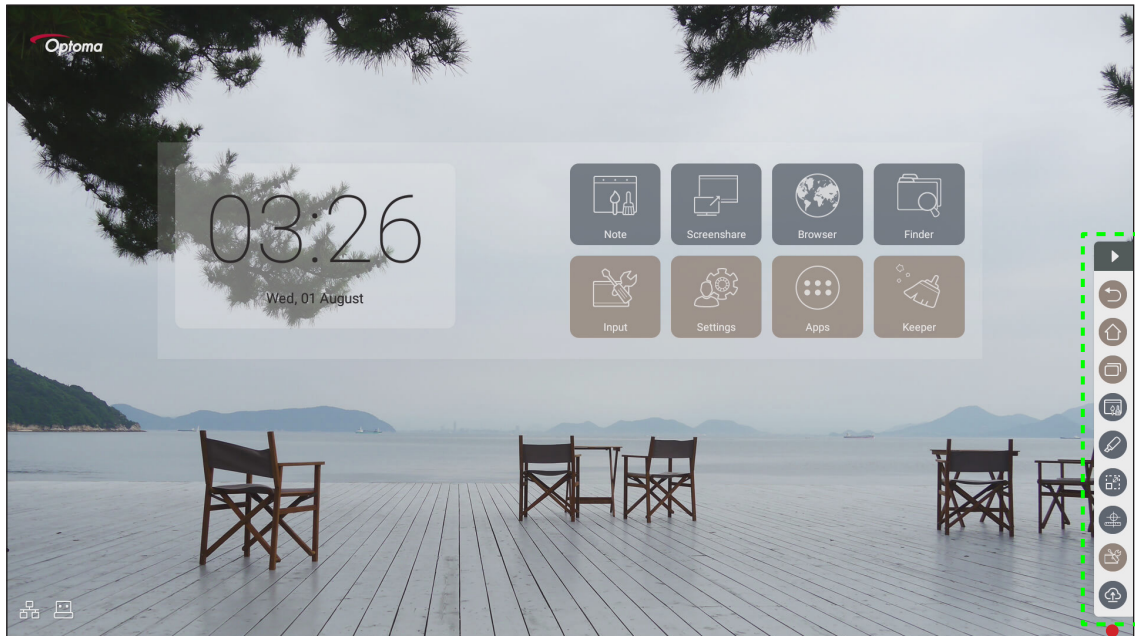 Optoma
03:26
Wed, 01 August
Note Screenshare Browser Finder
Input Settings Apps Keeper